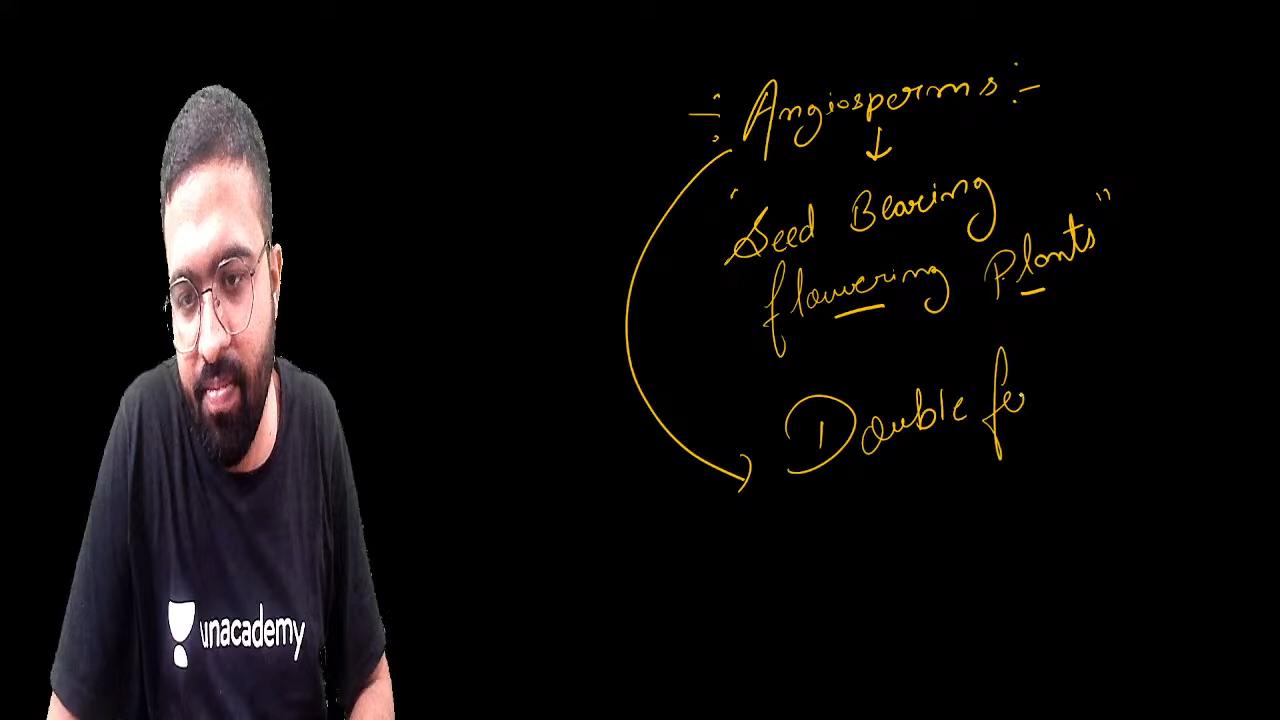 -: Angiosperms :-
"Seed Bearing
flowering Plants"
Double fe
unacademy